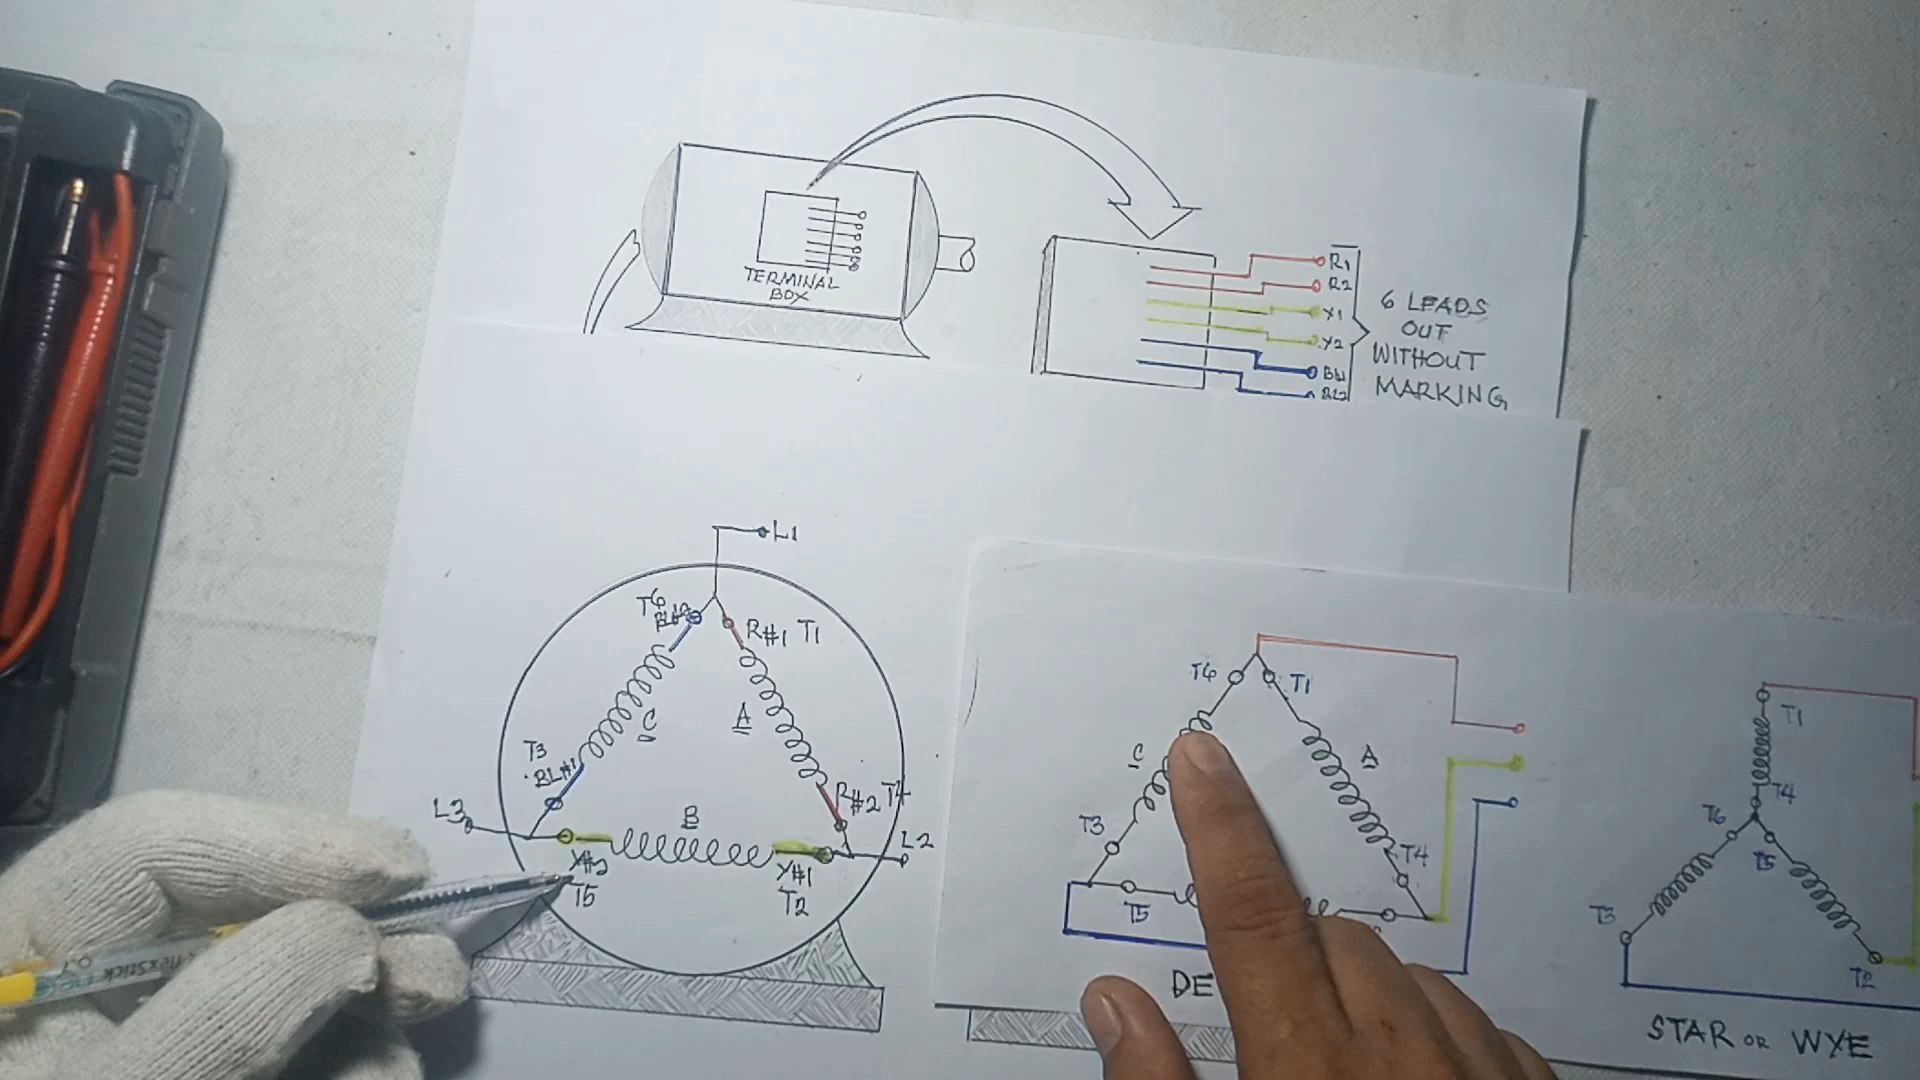 TERMINAL
BOX
R1
R2
Y1
Y2
BL1
BL2
6 LEADS
OUT
WITHOUT
MARKING
L1
T6
R#1 T1
C
A
T3
BL#1
R#2 T4
L3
B
L2
Y#2
Y#1
T5
T2
T6
T1
C
A
T3
T4
T5
DE
T1
T4
T6
T5
T3
T2
STAR OR WYE